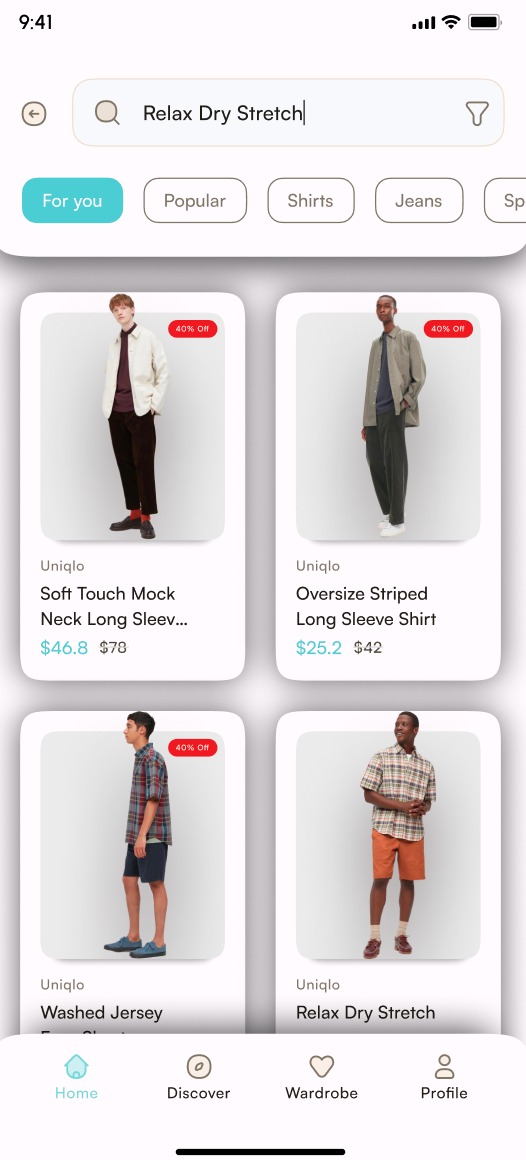 9:41
Relax Dry Stretch
For you
Popular
Shirts
Jeans
Sp
40% Off
40% Off
Uniqlo
Soft Touch Mock
Neck Long Sleev...
$46.8 $78
Uniqlo
Oversize Striped
Long Sleeve Shirt
$25.2 $42
40% Off
Uniqlo
Washed Jersey
Uniqlo
Relax Dry Stretch
Home
Discover
Wardrobe
Profile